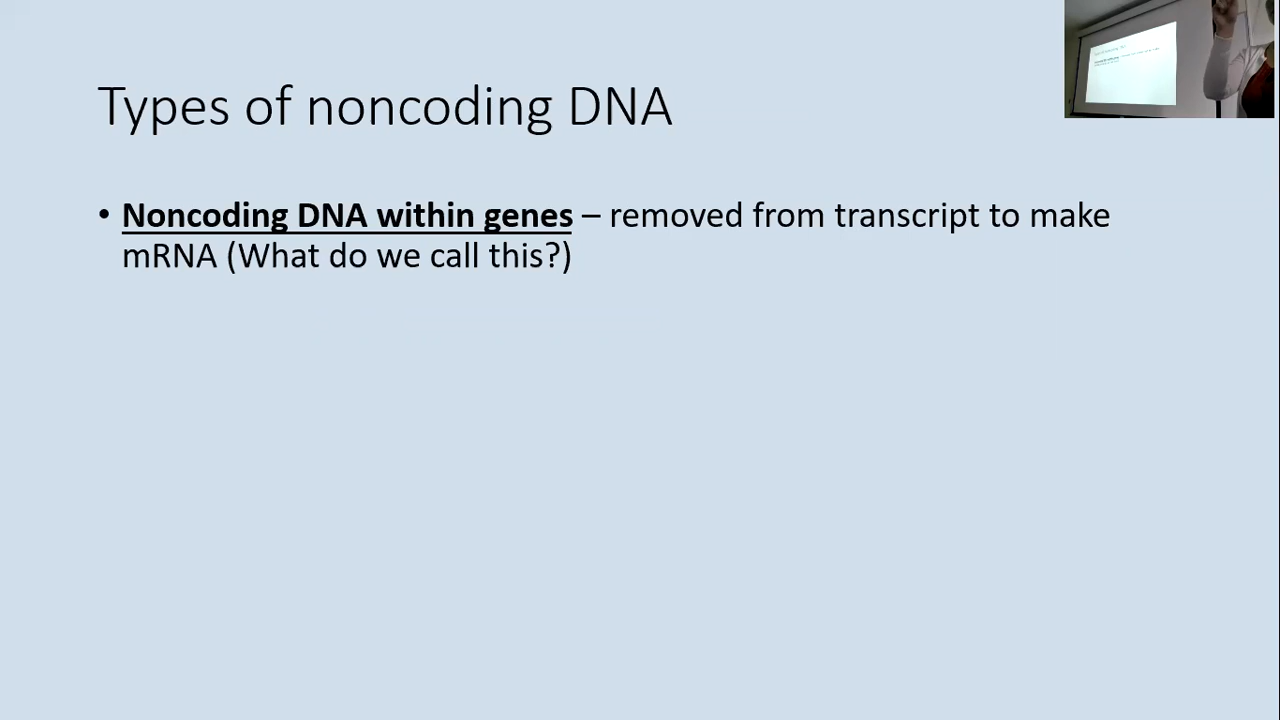 Types of noncoding DNA
• Noncoding DNA within genes – removed from transcript to make
mRNA (What do we call this?)